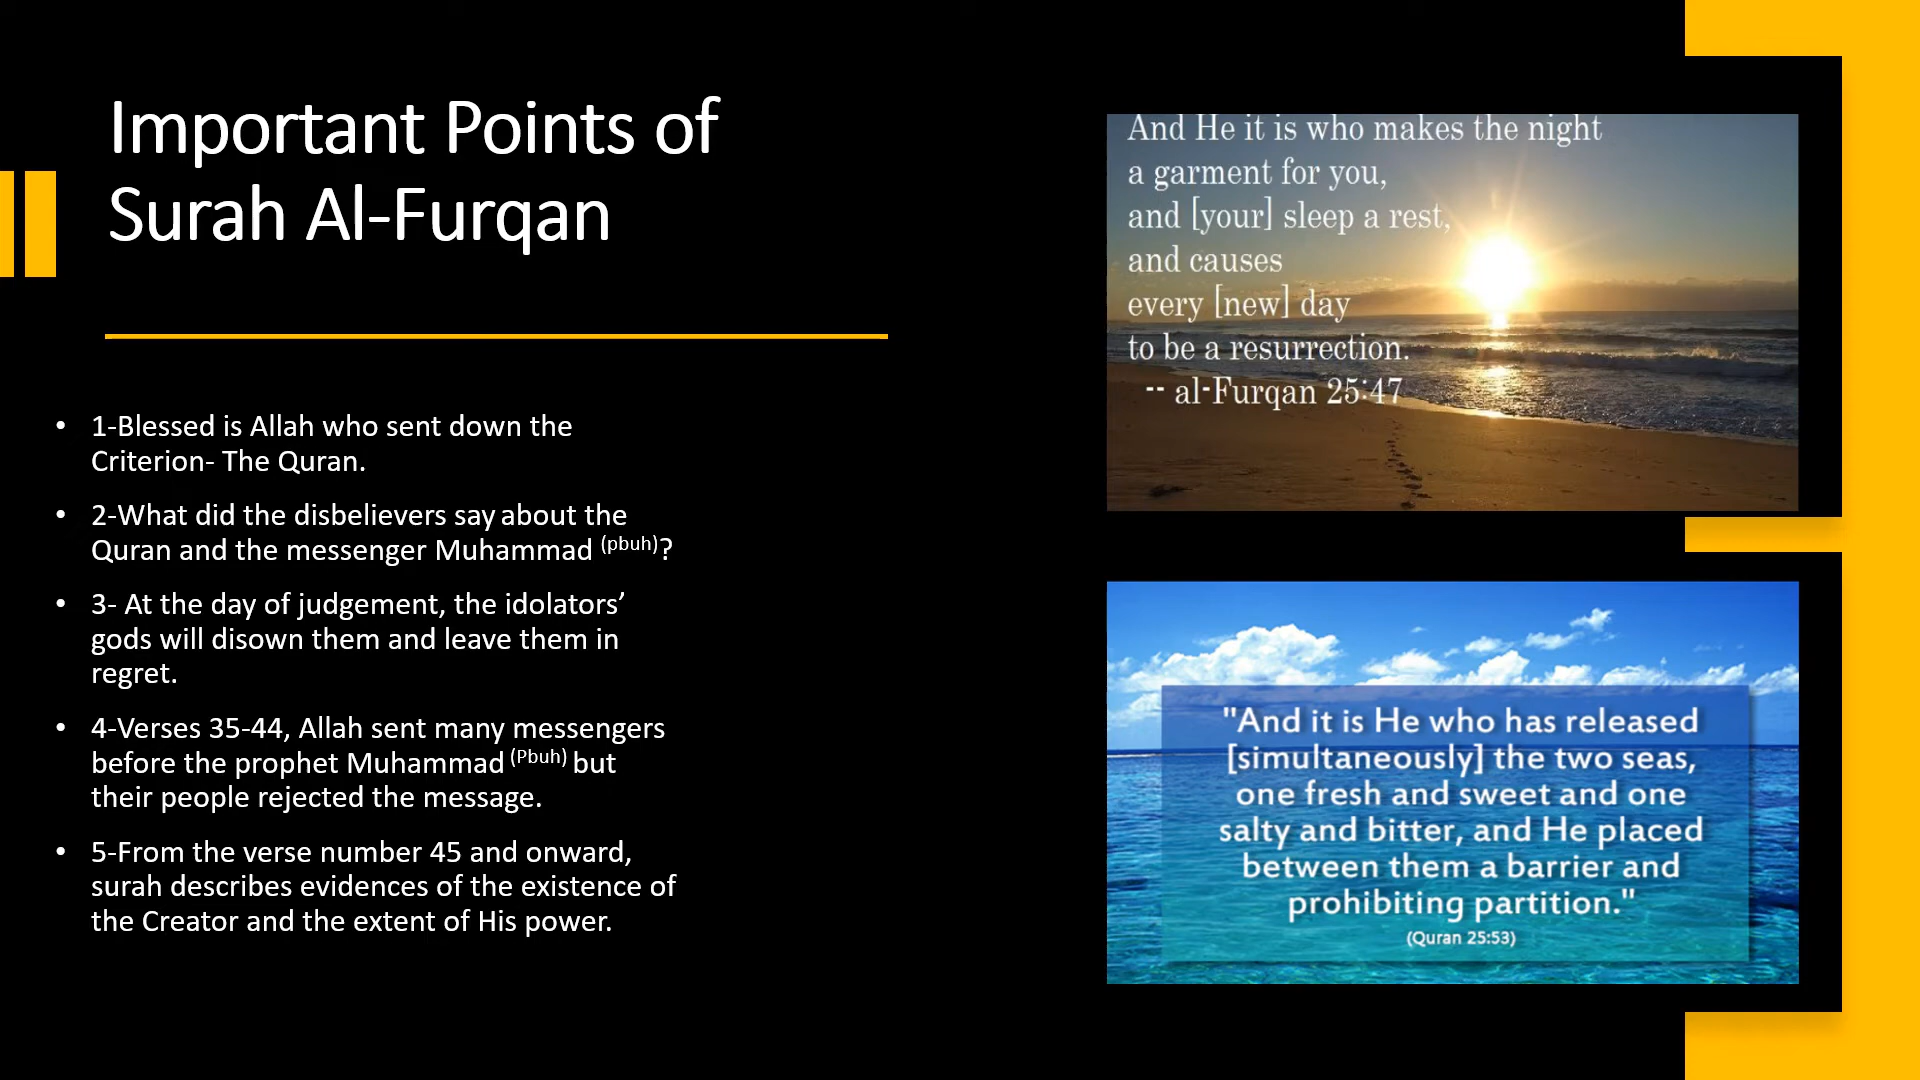 Important Points of
Surah Al-Furqan
• 1-Blessed is Allah who sent down the
Criterion- The Quran.
• 2-What did the disbelievers say about the
Quran and the messenger Muhammad (pbuh)?
• 3- At the day of judgement, the idolators’
gods will disown them and leave them in
regret.
• 4-Verses 35-44, Allah sent many messengers
before the prophet Muhammad (Pbuh) but
their people rejected the message.
• 5-From the verse number 45 and onward,
surah describes evidences of the existence of
the Creator and the extent of His power.
And He it is who makes the night
a garment for you,
and [your] sleep a rest,
and causes
every [new] day
to be a resurrection.
-- al-Furqan 25:47
"And it is He who has released
[simultaneously] the two seas,
one fresh and sweet and one
salty and bitter, and He placed
between them a barrier and
prohibiting partition."
(Quran 25:53)